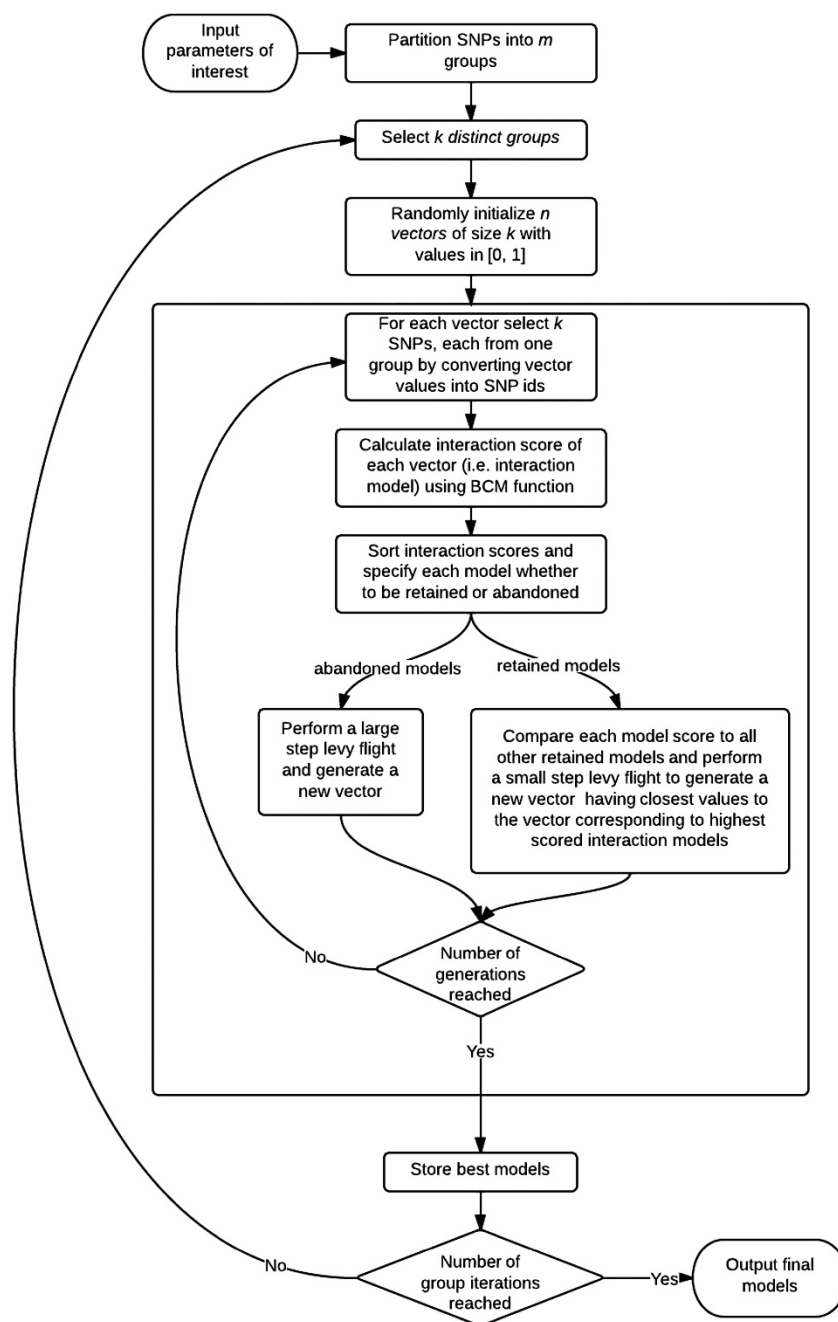 Input
parameters of
interest
Partition SNPs into m
groups
Select k distinct groups
Randomly initialize n
vectors of size k with
values in [0, 1]
For each vector select k
SNPs, each from one
group by converting vector
values into SNP ids
Calculate interaction score of
each vector (i.e. interaction
model) using BCM function
Sort interaction scores and
specify each model whether
to be retained or abandoned
abandoned models
retained models
Perform a large
step levy flight
and generate a
new vector
Compare each model score to all
other retained models and perform
a small step levy flight to generate a
new vector having closest values to
the vector corresponding to highest
scored interaction models
No
Number of
generations
reached
Yes
Store best models
No
Number of
group iterations
reached
Yes
Output final
models